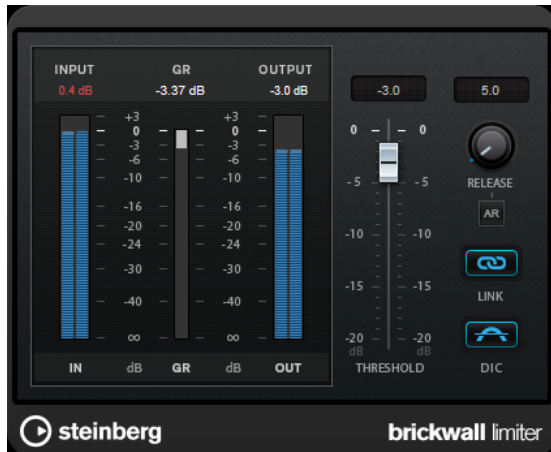 INPUT GR OUTPUT
0.4 dB -3.37 dB -3.0 dB
-3.0 5.0
+3 +3
0 0 0 0
-3 -3
-6 -6
-10 -10
-5 -5
RELEASE
-16 -16
AR
-20 -20
-24 -24
-10 -10
-30 -30
-15 -15
LINK
-40 -40
∞ ∞
-20 -20
dB dB
IN dB GR dB OUT
THRESHOLD DIC
steinberg brickwall limiter